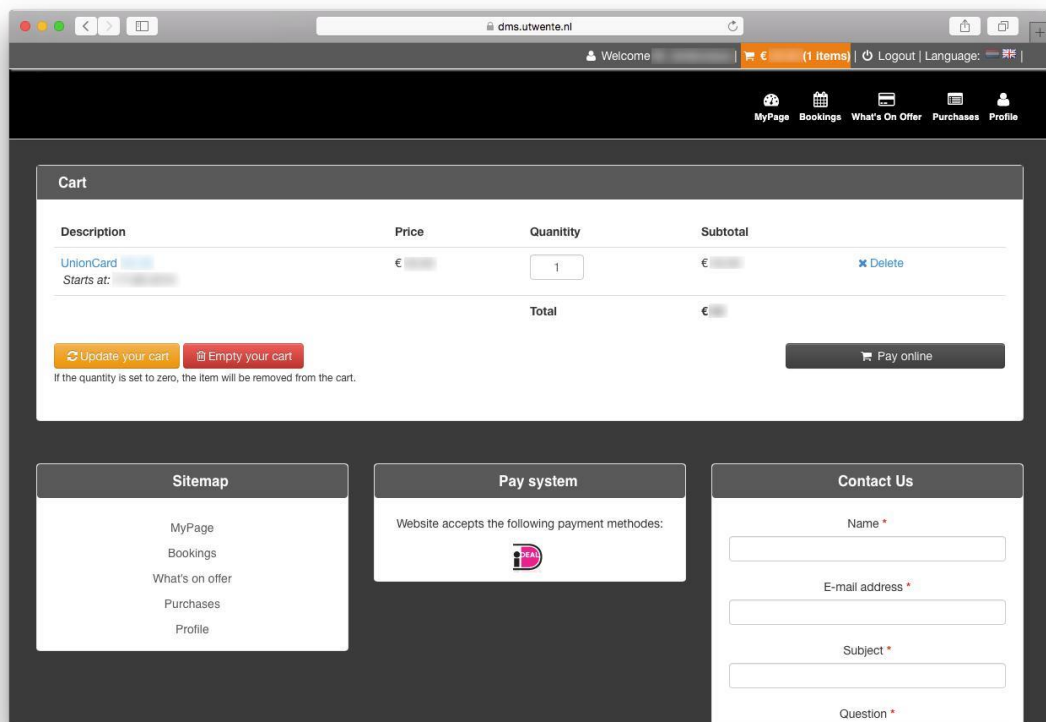 dms.utwente.nl
Welcome | € (1 items) | Logout | Language: |
MyPage Bookings What's On Offer Purchases Profile
Cart
Description Price Quanitity Subtotal
UnionCard € 1 € Delete
Starts at:
Total €
Update your cart Empty your cart Pay online
If the quantity is set to zero, the item will be removed from the cart.
Sitemap
MyPage
Bookings
What's on offer
Purchases
Profile
Pay system
Website accepts the following payment methodes:
iDEAL
Contact Us
Name *
E-mail address *
Subject *
Question *